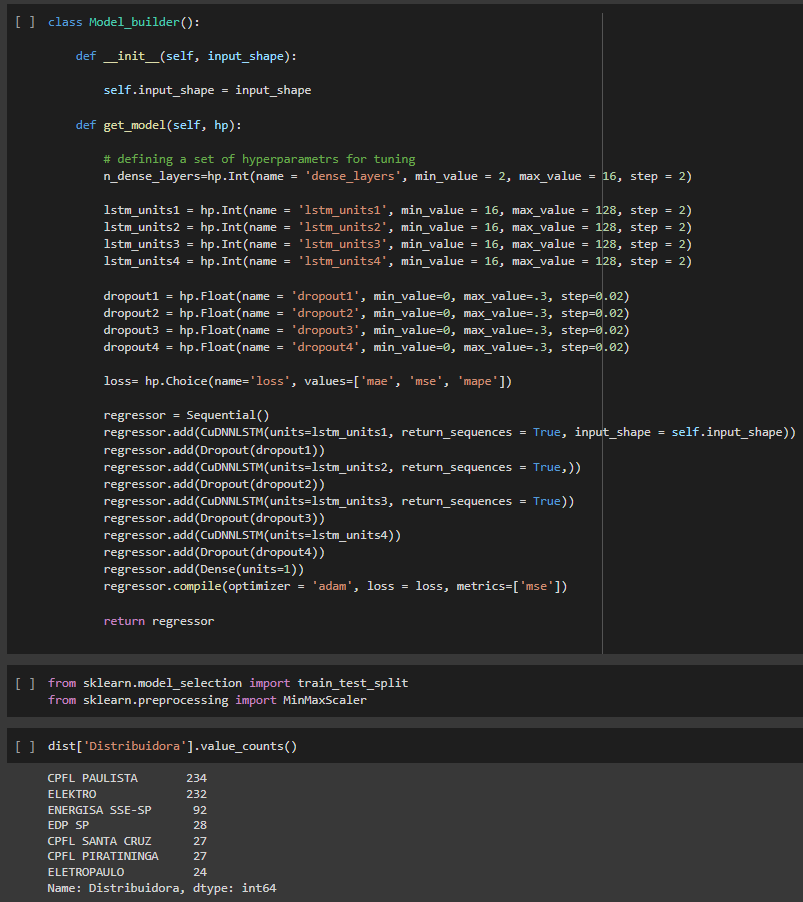 [ ] class Model_builder():
def __init__(self, input_shape):
self.input_shape = input_shape
def get_model(self, hp):
# defining a set of hyperparametrs for tuning
n_dense_layers=hp.Int(name = 'dense_layers', min_value = 2, max_value = 16, step = 2)
lstm_units1 = hp.Int(name = 'lstm_units1', min_value = 16, max_value = 128, step = 2)
lstm_units2 = hp.Int(name = 'lstm_units2', min_value = 16, max_value = 128, step = 2)
lstm_units3 = hp.Int(name = 'lstm_units3', min_value = 16, max_value = 128, step = 2)
lstm_units4 = hp.Int(name = 'lstm_units4', min_value = 16, max_value = 128, step = 2)
dropout1 = hp.Float(name = 'dropout1', min_value=0, max_value=.3, step=0.02)
dropout2 = hp.Float(name = 'dropout2', min_value=0, max_value=.3, step=0.02)
dropout3 = hp.Float(name = 'dropout3', min_value=0, max_value=.3, step=0.02)
dropout4 = hp.Float(name = 'dropout4', min_value=0, max_value=.3, step=0.02)
loss= hp.Choice(name='loss', values=['mae', 'mse', 'mape'])
regressor = Sequential()
regressor.add(CuDNNLSTM(units=lstm_units1, return_sequences = True, input_shape = self.input_shape))
regressor.add(Dropout(dropout1))
regressor.add(CuDNNLSTM(units=lstm_units2, return_sequences = True,))
regressor.add(Dropout(dropout2))
regressor.add(CuDNNLSTM(units=lstm_units3, return_sequences = True))
regressor.add(Dropout(dropout3))
regressor.add(CuDNNLSTM(units=lstm_units4))
regressor.add(Dropout(dropout4))
regressor.add(Dense(units=1))
regressor.compile(optimizer = 'adam', loss = loss, metrics=['mse'])
return regressor
[ ] from sklearn.model_selection import train_test_split
from sklearn.preprocessing import MinMaxScaler
[ ] dist['Distribuidora'].value_counts()
CPFL PAULISTA 234
ELEKTRO 232
ENERGISA SSE-SP 92
EDP SP 28
CPFL SANTA CRUZ 27
CPFL PIRATININGA 27
ELETROPAULO 24
Name: Distribuidora, dtype: int64